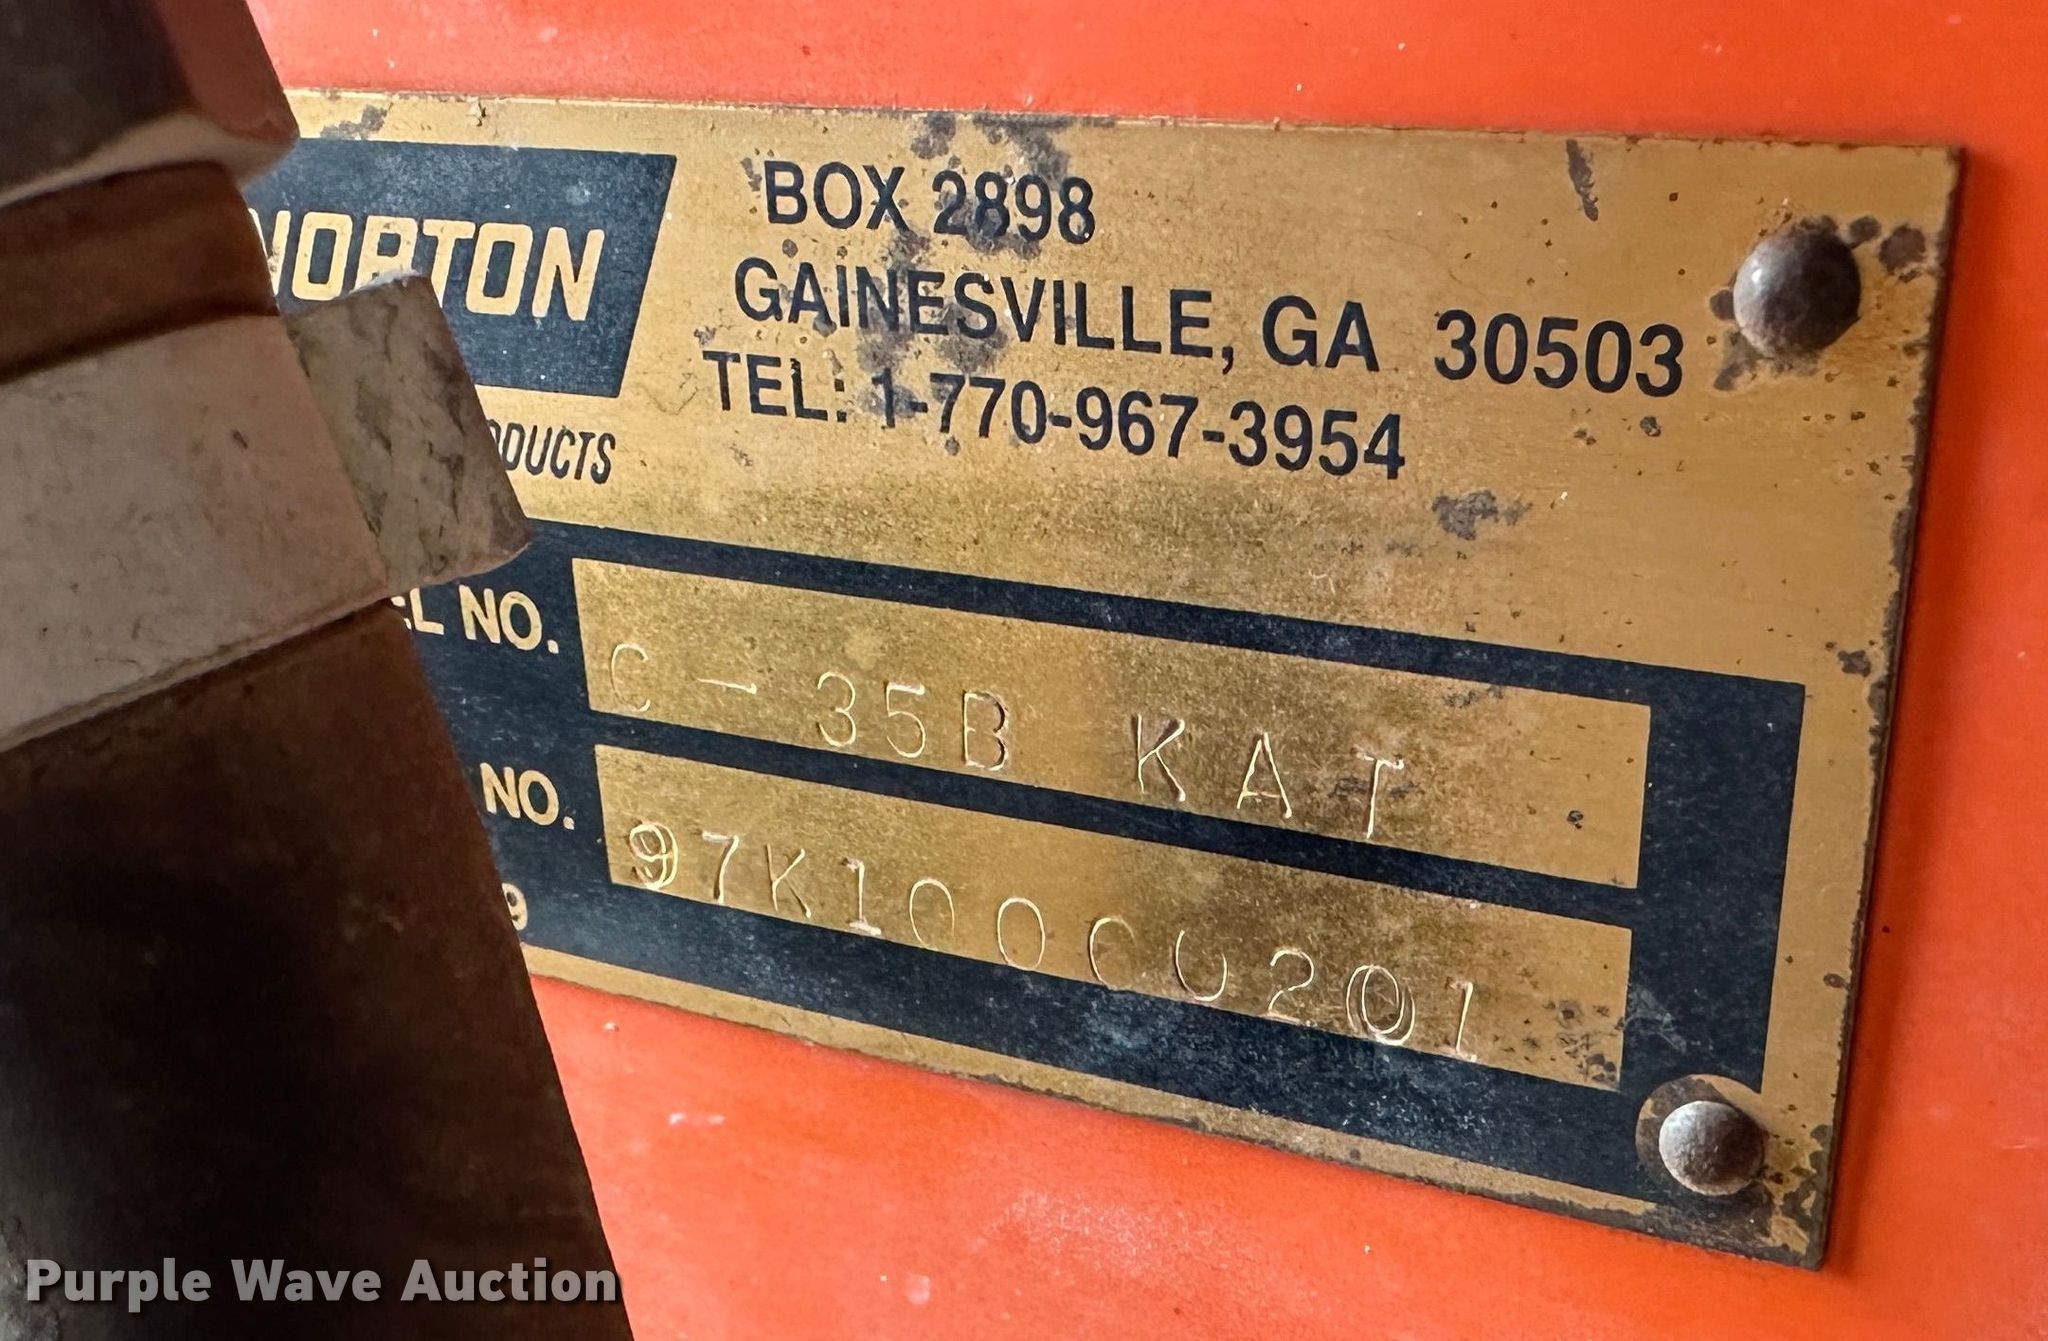 NORTON
BOX 2898
GAINESVILLE, GA 30503
TEL: 1-770-967-3954
ODUCTS
EL NO.
C-35B KAT
NO.
97K10000201
9
Purple Wave Auction